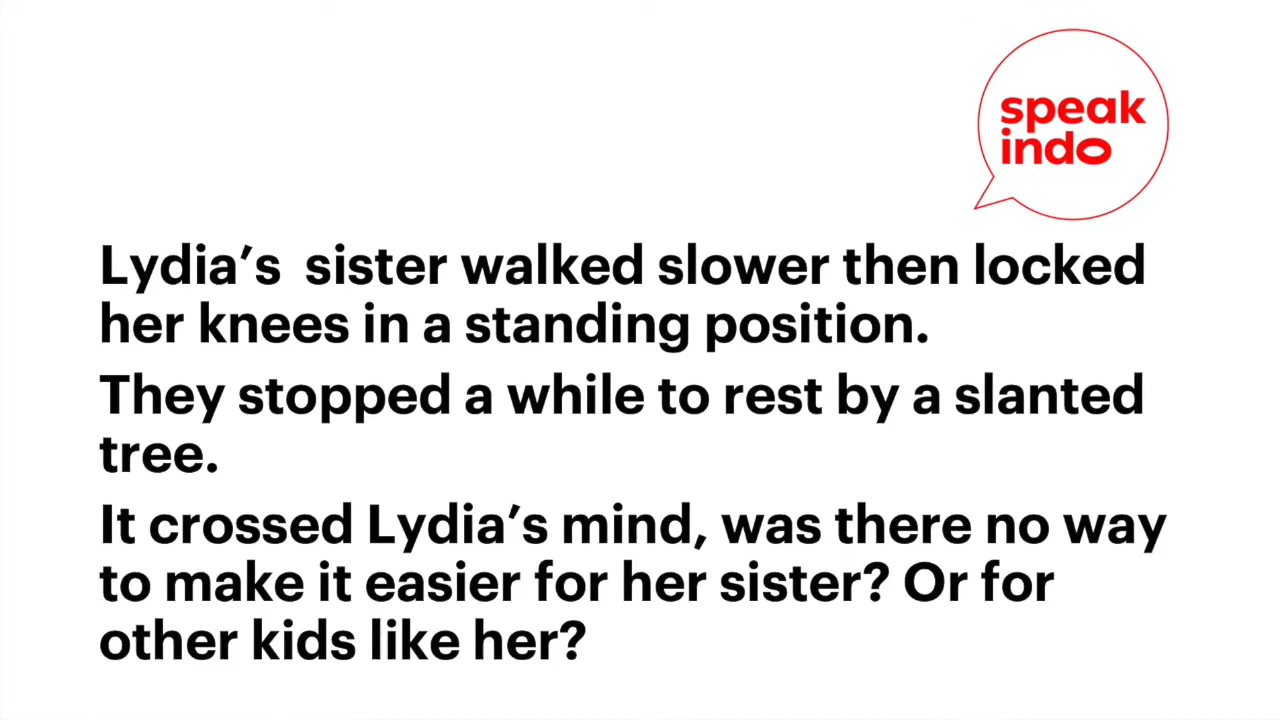 speak
indo
Lydia’s  sister walked slower then locked
her knees in a standing position.
They stopped a while to rest by a slanted
tree.
It crossed Lydia’s mind, was there no way
to make it easier for her sister? Or for
other kids like her?